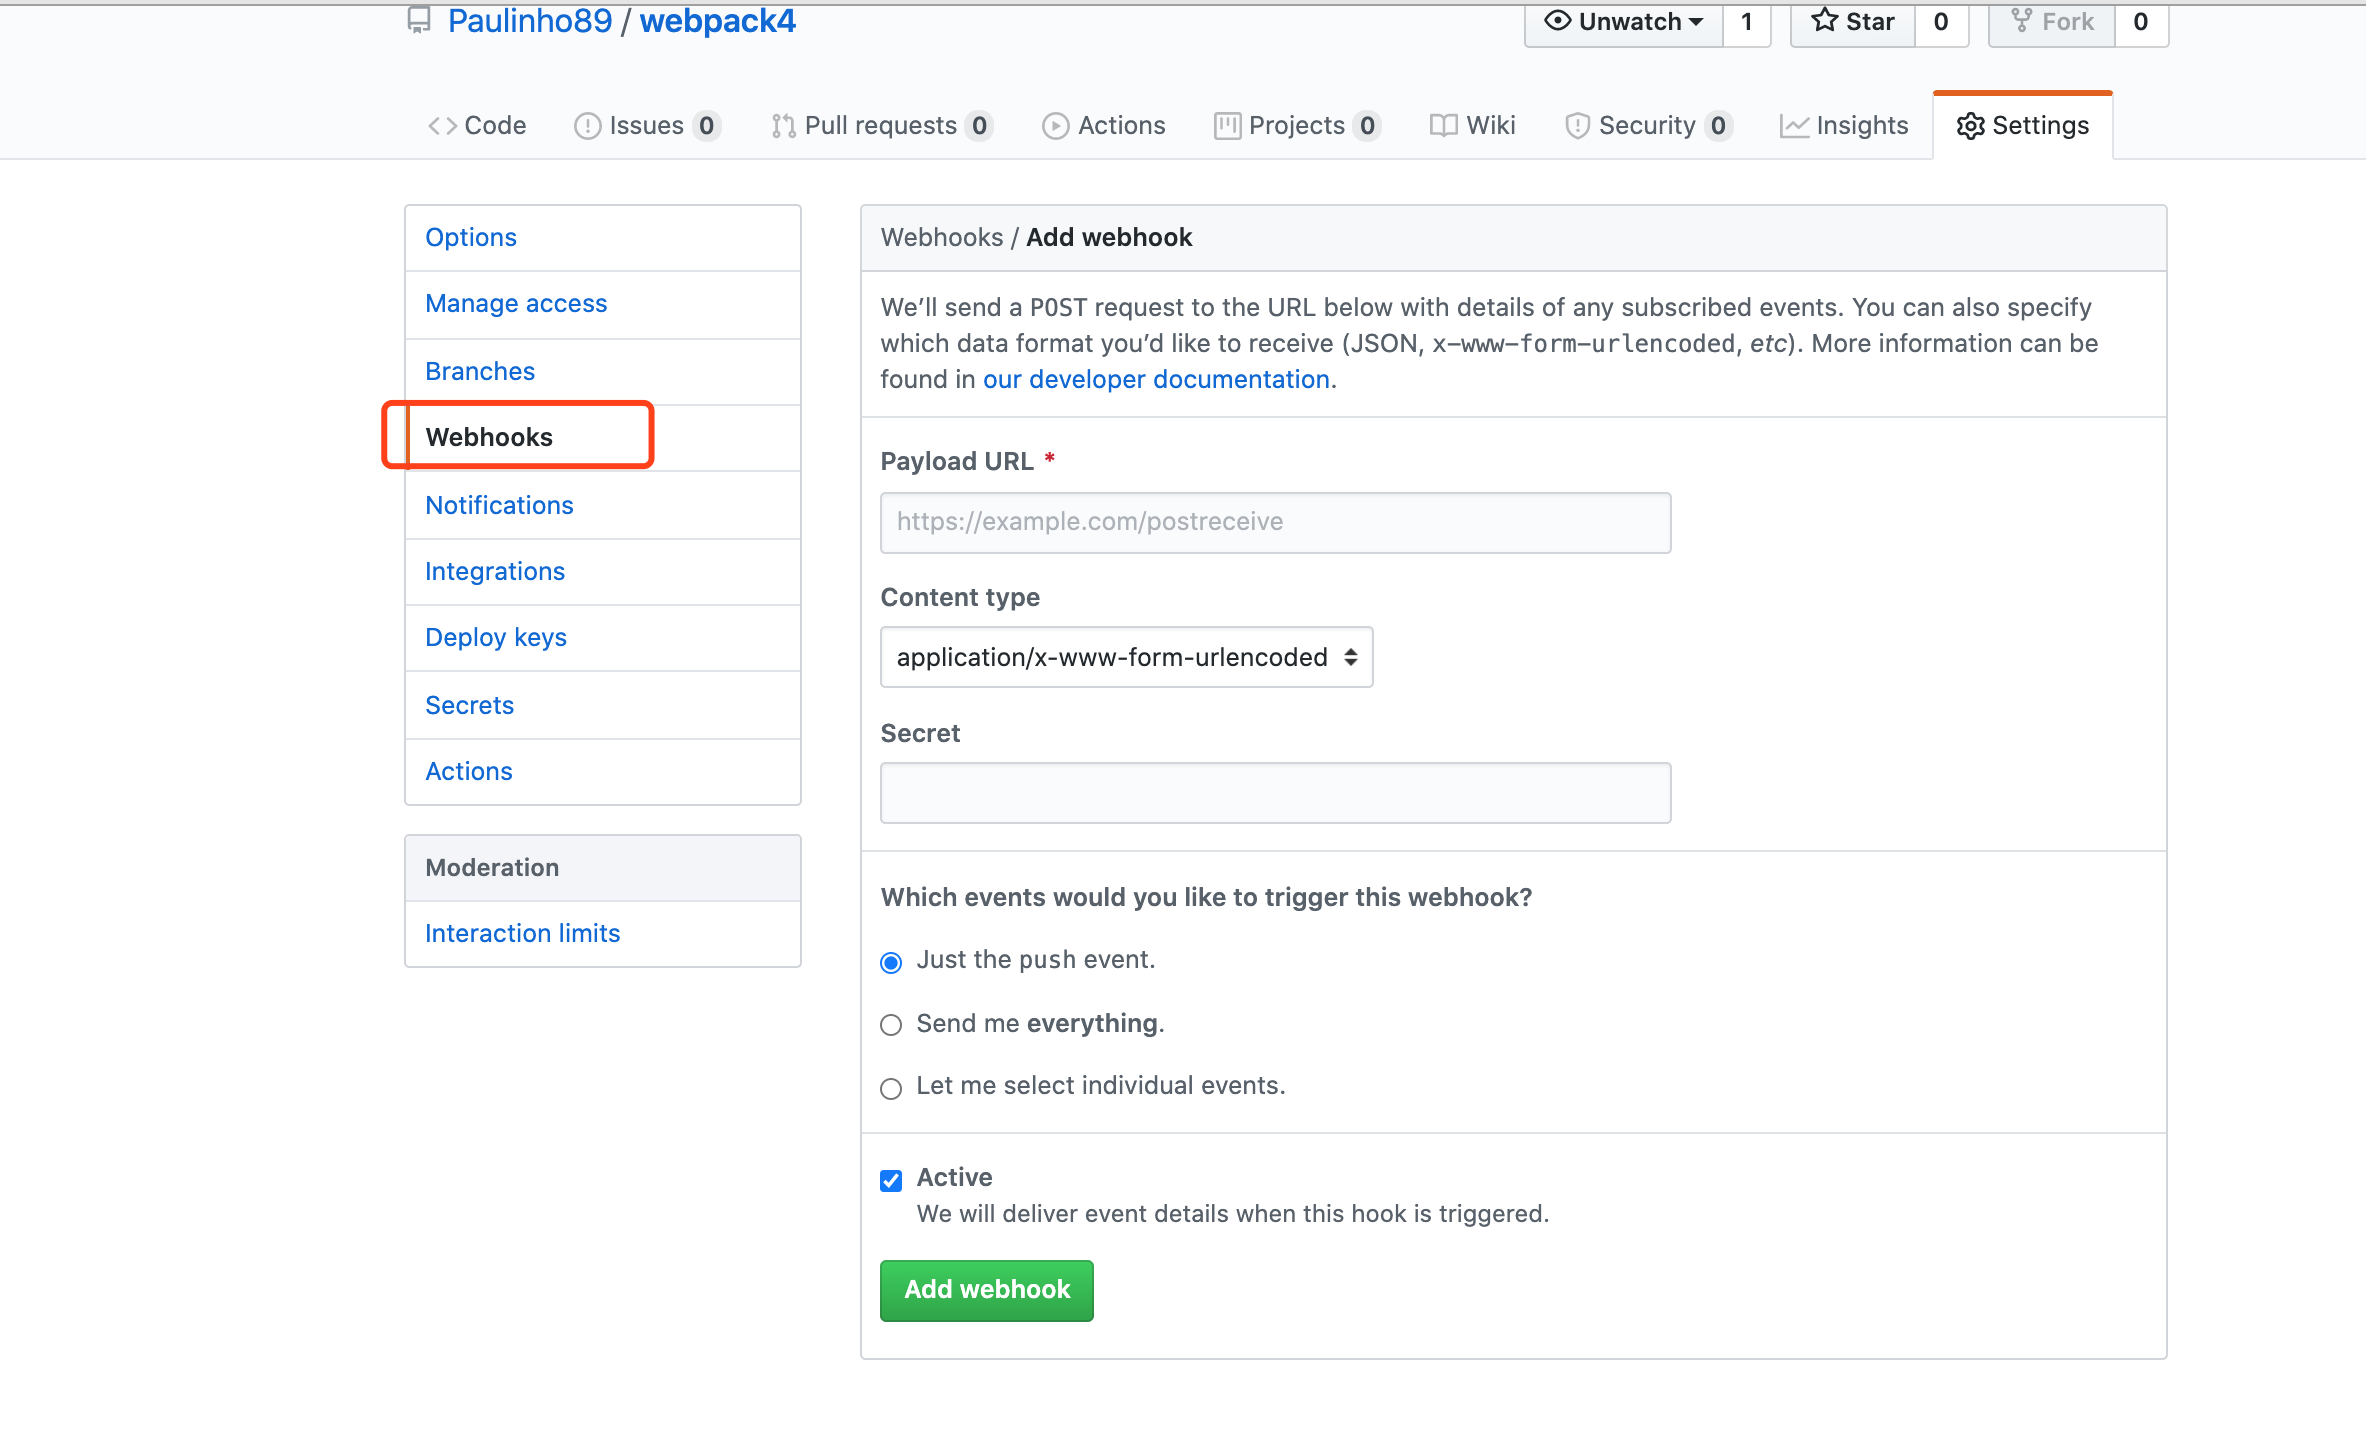 Paulinho89 / webpack4
Unwatch 1 Star 0 Fork 0
Code Issues 0 Pull requests 0 Actions Projects 0 Wiki Security 0 Insights Settings
Options
Manage access
Branches
Webhooks
Notifications
Integrations
Deploy keys
Secrets
Actions
Moderation
Interaction limits
Webhooks / Add webhook
We’ll send a POST request to the URL below with details of any subscribed events. You can also specify
which data format you’d like to receive (JSON, x-www-form-urlencoded, etc). More information can be
found in our developer documentation.
Payload URL *
https://example.com/postreceive
Content type
application/x-www-form-urlencoded
Secret
Which events would you like to trigger this webhook?
Just the push event.
Send me everything.
Let me select individual events.
Active
We will deliver event details when this hook is triggered.
Add webhook